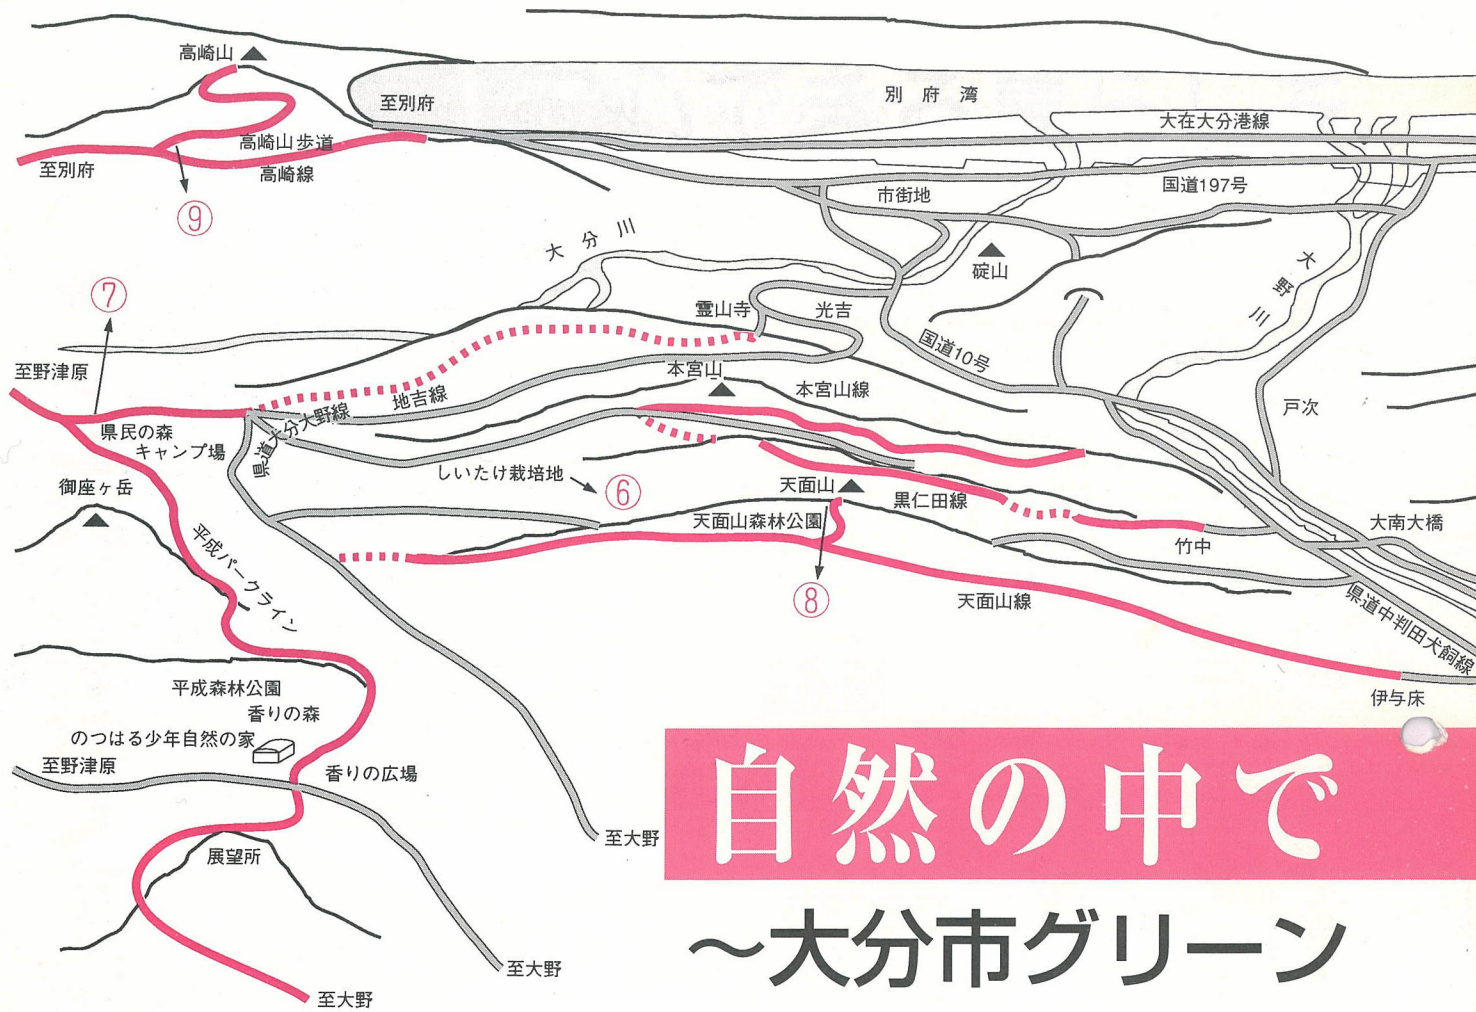 高崎山
至別府
別府湾
大在大分港線
高崎山歩道
至別府
高崎線
国道197号
市街地
⑨
大分川
碇山
大野川
⑦
霊山寺
光吉
国道10号
至野津原
本宮山
本宮山線
地吉線
戸次
県民の森
キャンプ場
県道大分大野線
しいたけ栽培地
⑥
御座ヶ岳
天面山
黒仁田線
天面山森林公園
大南大橋
竹中
平成パークライン
⑧
天面山線
県道中判田犬飼線
平成森林公園
香りの森
伊与床
のつはる少年自然の家
至野津原
香りの広場
自然の中で
至大野
展望所
〜大分市グリーン
至大野
至大野